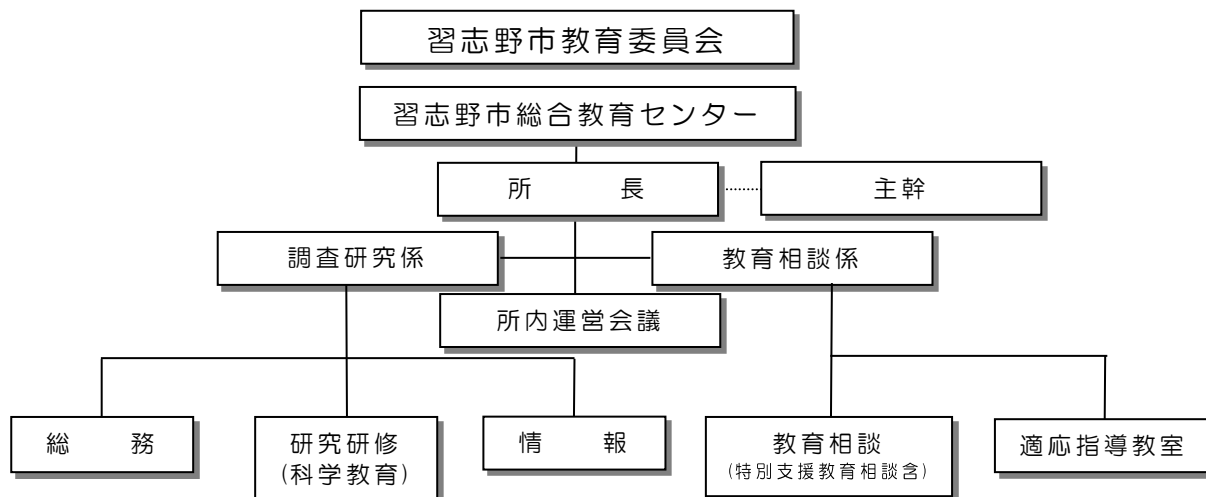 習志野市教育委員会
習志野市総合教育センター
所　　長
主幹
調査研究係
教育相談係
所内運営会議
総　　務
研究研修
(科学教育)
情　　報
教育相談
(特別支援教育相談含)
適応指導教室